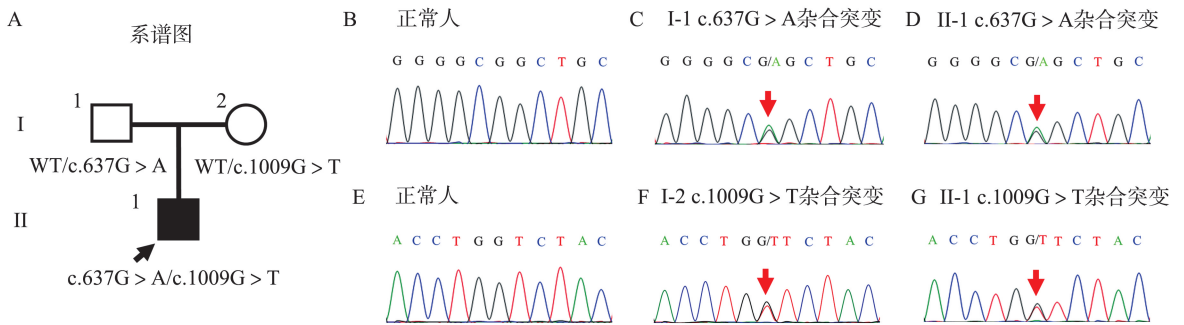 A
系谱图
1
2
I
WT/c.637G > A
WT/c.1009G > T
1
II
c.637G > A/c.1009G > T
B
正常人
G G G G C G G C T G C
C
I-1 c.637G > A杂合突变
G G G G C G/A G C T G C
D
II-1 c.637G > A杂合突变
G G G G C G/A G C T G C
E
正常人
A C C T G G T C T A C
F
I-2 c.1009G > T杂合突变
A C C T G G/T T C T A C
G
II-1 c.1009G > T杂合突变
A C C T G G/T T C T A C